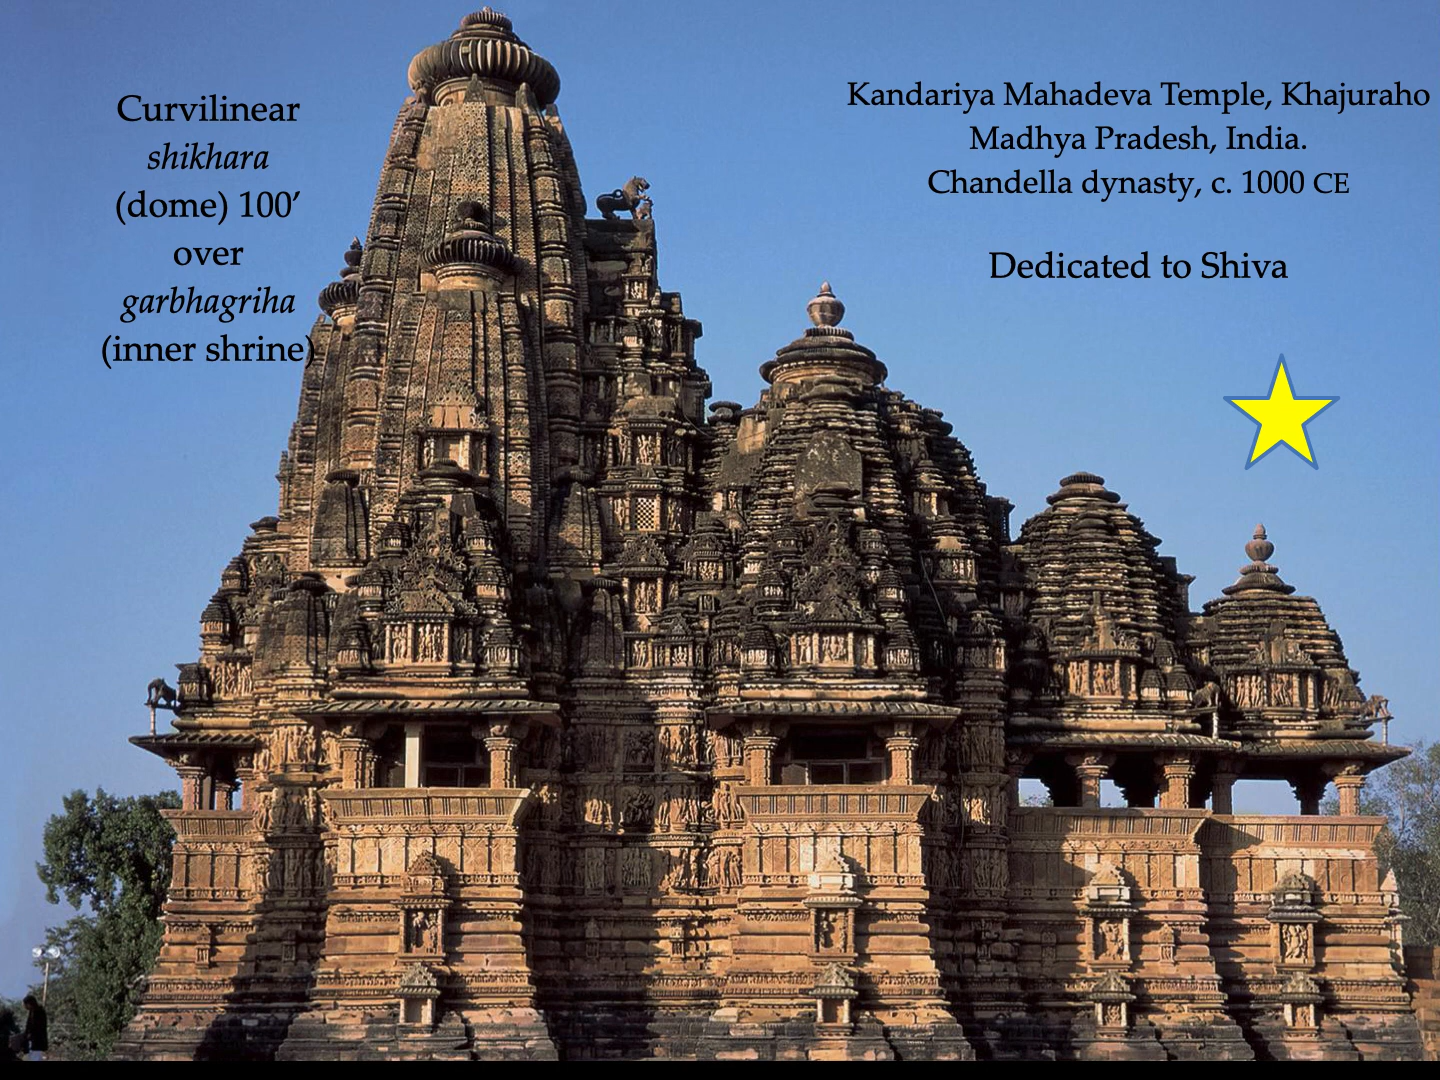 Curvilinear
shikhara
(dome) 100’
over
garbhagriha
(inner shrine)
Kandariya Mahadeva Temple, Khajuraho
Madhya Pradesh, India.
Chandella dynasty, c. 1000 CE
Dedicated to Shiva